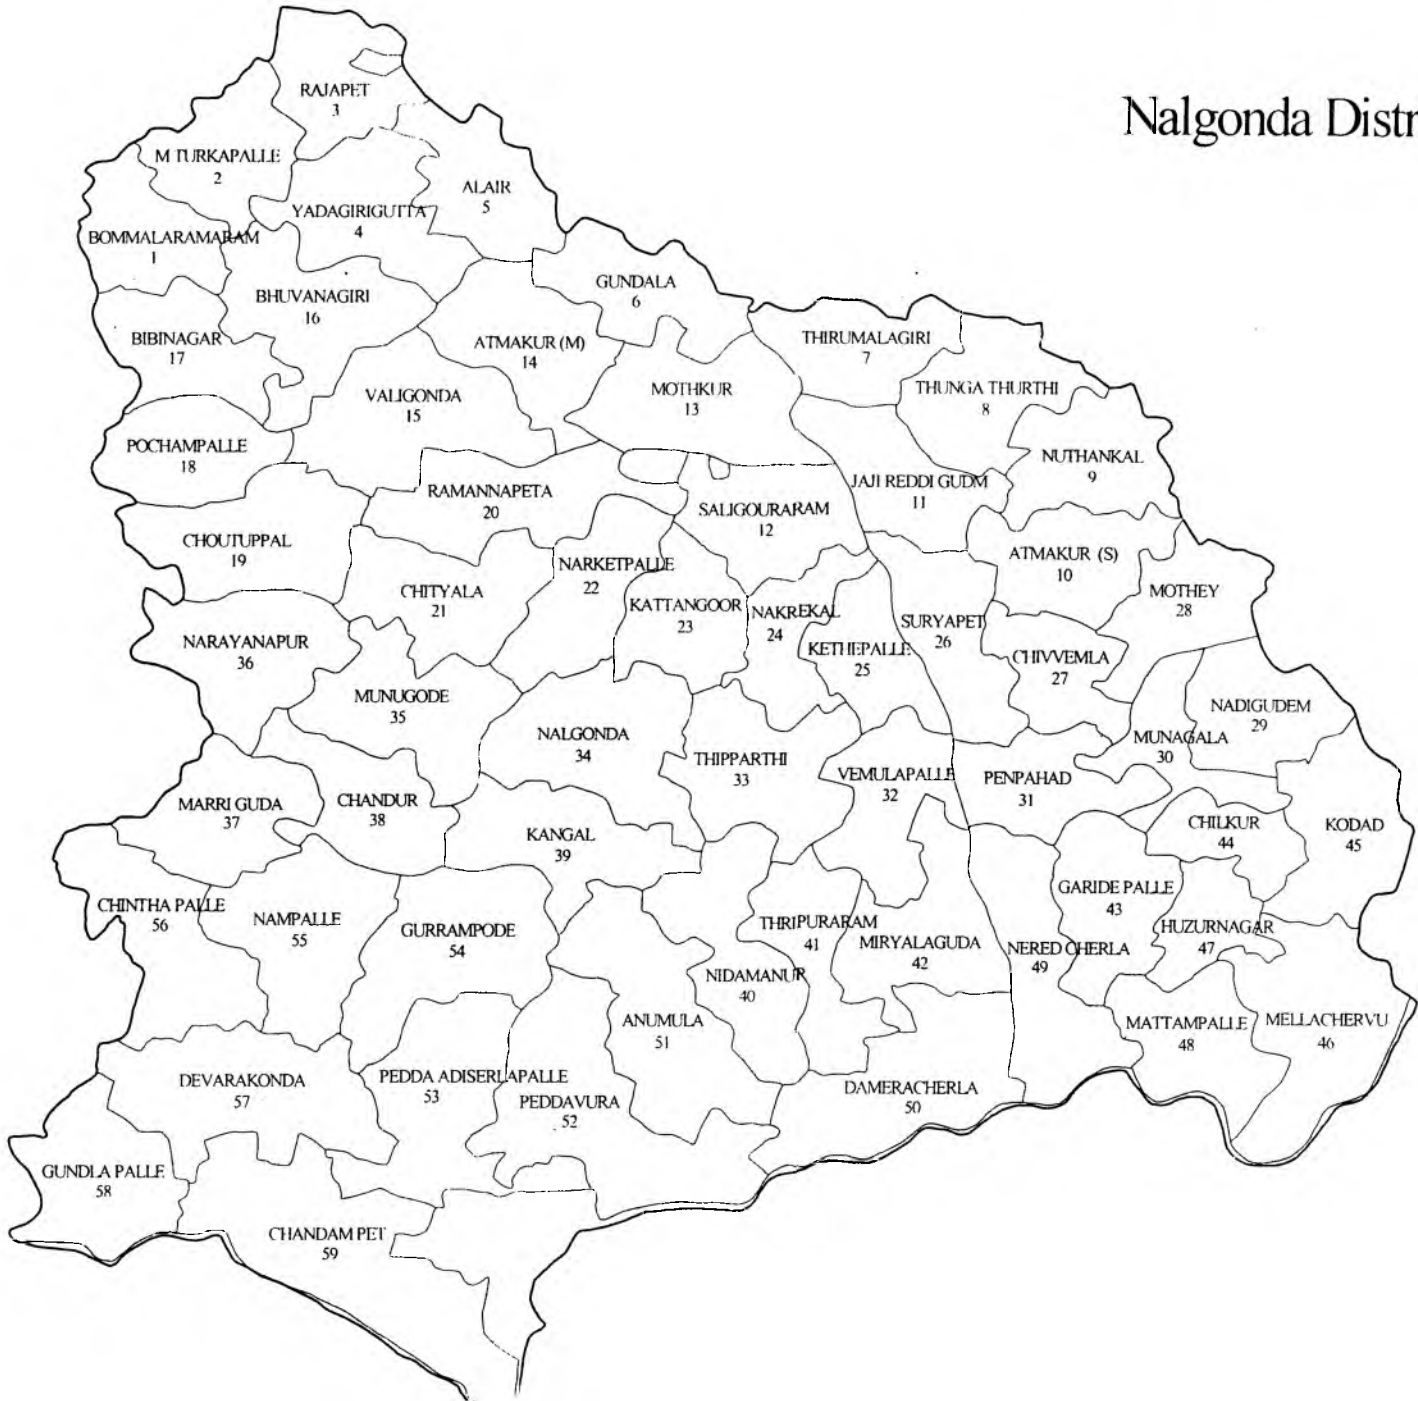 Nalgonda Distr
RAJAPET
3
M TURKAPALLE
2
ALAIR
5
YADAGIRIGUTTA
4
BOMMALARAMARAM
1
GUNDALA
6
BHUVANAGIRI
16
BIBINAGAR
17
ATMAKUR (M)
14
THIRUMALAGIRI
7
THUNGA THURTHI
8
MOTHKUR
13
VALIGONDA
15
POCHAMPALLE
18
NUTHANKAL
9
JAJI REDDI GUDM
11
RAMANNAPETA
20
SALIGOURARAM
12
CHOUTUPPAL
19
ATMAKUR (S)
10
NARKETPALLE
22
CHITYALA
21
MOTHEY
28
KATTANGOOR
23
NAKREKAL
24
SURYAPET
26
NARAYANAPUR
36
KETHEPALLE
25
CHIVVEMLA
27
MUNUGODE
35
NADIGUDEM
29
NALGONDA
34
MUNAGALA
30
THIPPARTHI
33
VEMULAPALLE
32
PENPAHAD
31
MARRI GUDA
37
CHANDUR
38
CHILKUR
44
KODAD
45
KANGAL
39
GARIDE PALLE
43
CHINTHA PALLE
56
NAMPALLE
55
GURRAMPODE
54
THRIPURARAM
41
MIRYALAGUDA
42
HUZURNAGAR
47
NERED CHERLA
49
NIDAMANUR
40
ANUMULA
51
MATTAMPALLE
48
MELLACHERVU
46
DEVARAKONDA
57
PEDDA ADISERLAPALLE
53
DAMERACHERLA
50
PEDDAVURA
52
GUNDLA PALLE
58
CHANDAM PET
59